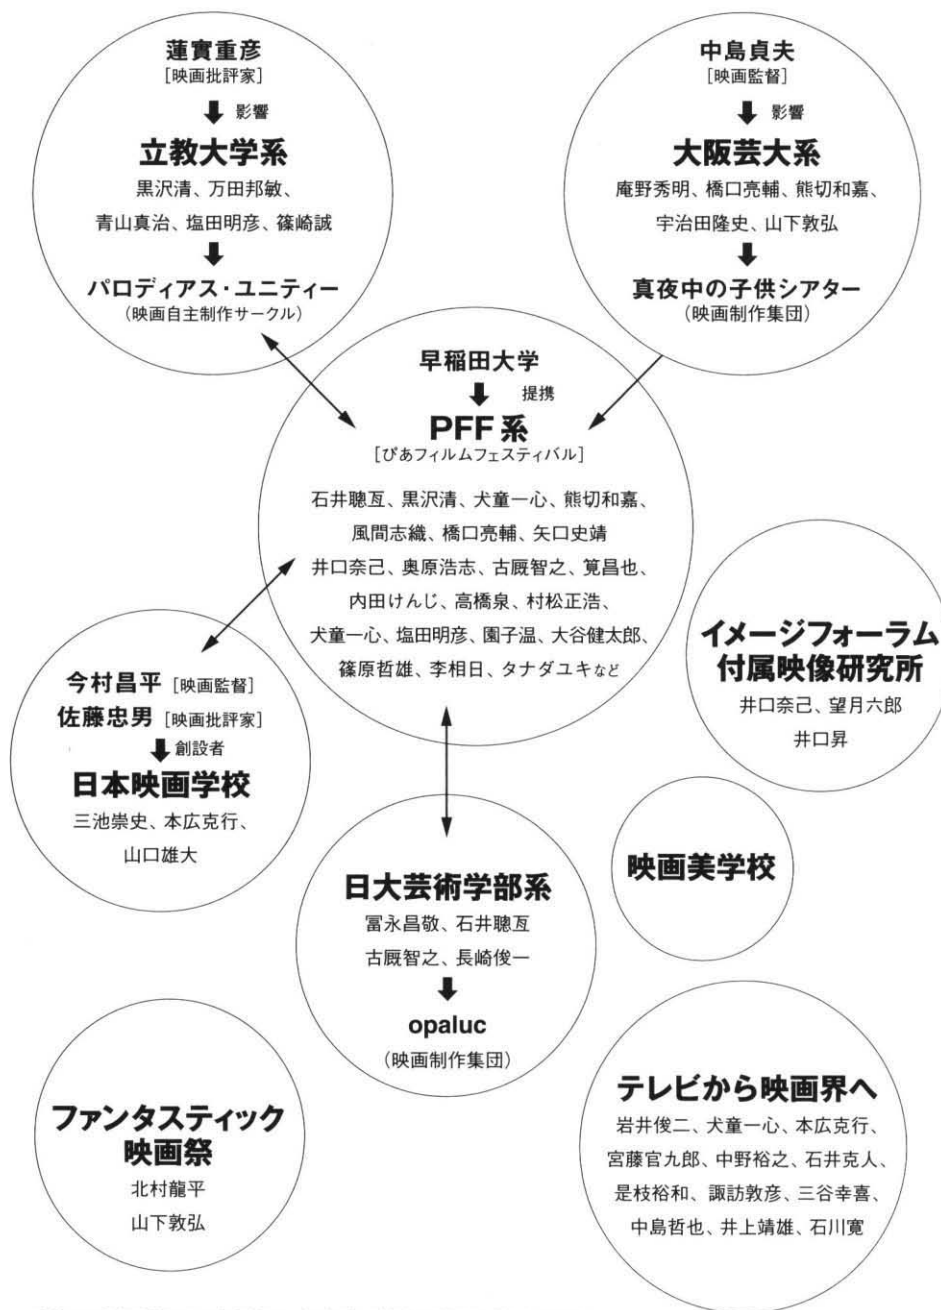 蓮實重彦
[映画批評家]
影響
立教大学系
黒沢清、万田邦敏、
青山真治、塩田明彦、篠崎誠
パロディアス・ユニティー
(映画自主制作サークル)
中島貞夫
[映画監督]
影響
大阪芸大系
庵野秀明、橋口亮輔、熊切和嘉、
宇治田隆史、山下敦弘
真夜中の子供シアター
(映画制作集団)
早稲田大学
提携
PFF系
[ぴあフィルムフェスティバル]
石井聰亙、黒沢清、犬童一心、熊切和嘉、
風間志織、橋口亮輔、矢口史靖
井口奈己、奥原浩志、古厩智之、筧昌也、
内田けんじ、高橋泉、村松正浩、
犬童一心、塩田明彦、園子温、大谷健太郎、
篠原哲雄、李相日、タナダユキなど
イメージフォーラム
付属映像研究所
井口奈己、望月六郎
井口昇
今村昌平 [映画監督]
佐藤忠男 [映画批評家]
創設者
日本映画学校
三池崇史、本広克行、
山口雄大
映画美学校
日大芸術学部系
冨永昌敬、石井聰亙
古厩智之、長崎俊一
opaluc
(映画制作集団)
ファンタスティック
映画祭
北村龍平
山下敦弘
テレビから映画界へ
岩井俊二、犬童一心、本広克行、
宮藤官九郎、中野裕之、石井克人、
是枝裕和、諏訪敦彦、三谷幸喜、
中島哲也、井上靖雄、石川寛